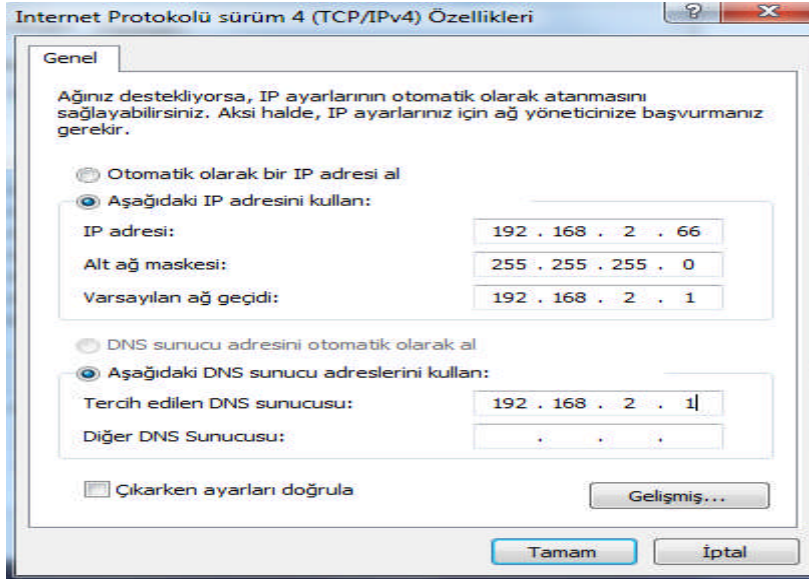 Internet Protokolü sürüm 4 (TCP/IPv4) Özellikleri
Genel
Ağınız destekliyorsa, IP ayarlarının otomatik olarak atanmasını
sağlayabilirsiniz. Aksi halde, IP ayarlarınız için ağ yöneticinize başvurmanız
gerekir.
Otomatik olarak bir IP adresi al
Aşağıdaki IP adresini kullan:
IP adresi: 192 . 168 . 2 . 66
Alt ağ maskesi: 255 . 255 . 255 . 0
Varsayılan ağ geçidi: 192 . 168 . 2 . 1
DNS sunucu adresini otomatik olarak al
Aşağıdaki DNS sunucu adreslerini kullan:
Tercih edilen DNS sunucusu: 192 . 168 . 2 . 1
Diğer DNS Sunucusu: . . .
Çıkarken ayarları doğrula
Gelişmiş...
Tamam İptal